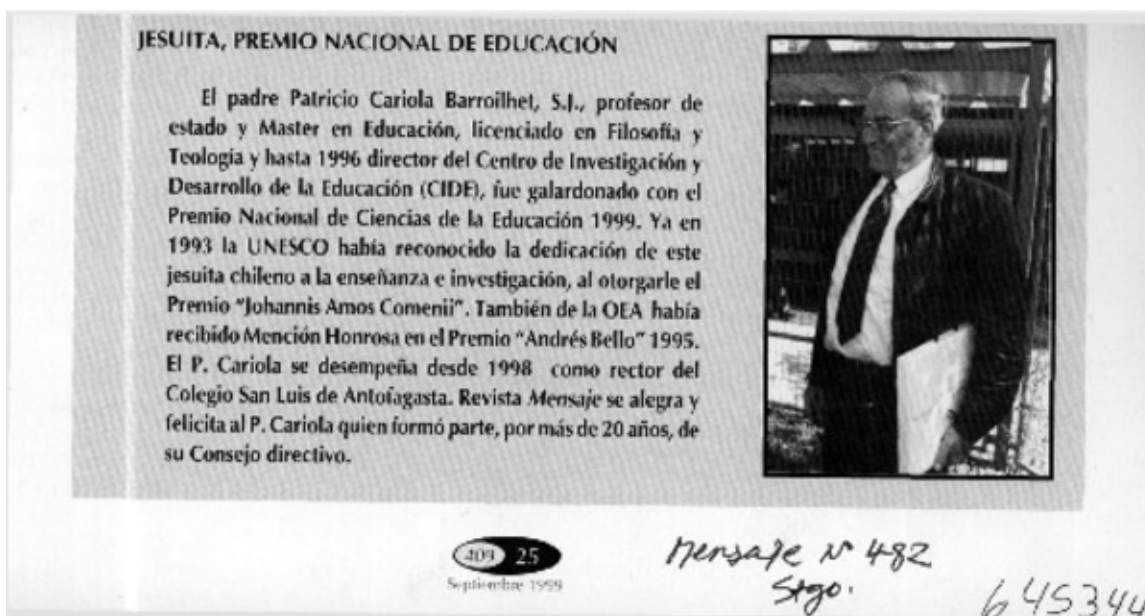 JESUITA, PREMIO NACIONAL DE EDUCACIÓN
El padre Patricio Cariola Barroilhet, S.J., profesor de
estado y Master en Educación, licenciado en Filosofía y
Teología y hasta 1996 director del Centro de Investigación y
Desarrollo de la Educación (CIDE), fue galardonado con el
Premio Nacional de Ciencias de la Educación 1999. Ya en
1993 la UNESCO había reconocido la dedicación de este
jesuita chileno a la enseñanza e investigación, al otorgarle el
Premio “Johannis Amos Comenii”. También de la OEA había
recibido Mención Honrosa en el Premio “Andrés Bello” 1995.
El P. Cariola se desempeña desde 1998 como rector del
Colegio San Luis de Antofagasta. Revista Mensaje se alegra y
felicita al P. Cariola quien formó parte, por más de 20 años, de
su Consejo directivo.
409 25
Septiembre 1999
Mensaje Nº 482
Stgo.